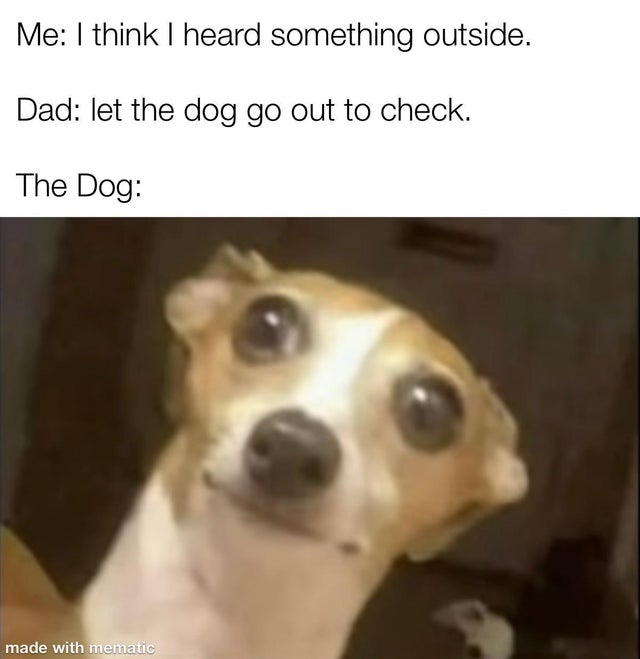 Me: I think I heard something outside.
Dad: let the dog go out to check.
The Dog:
made with mematic